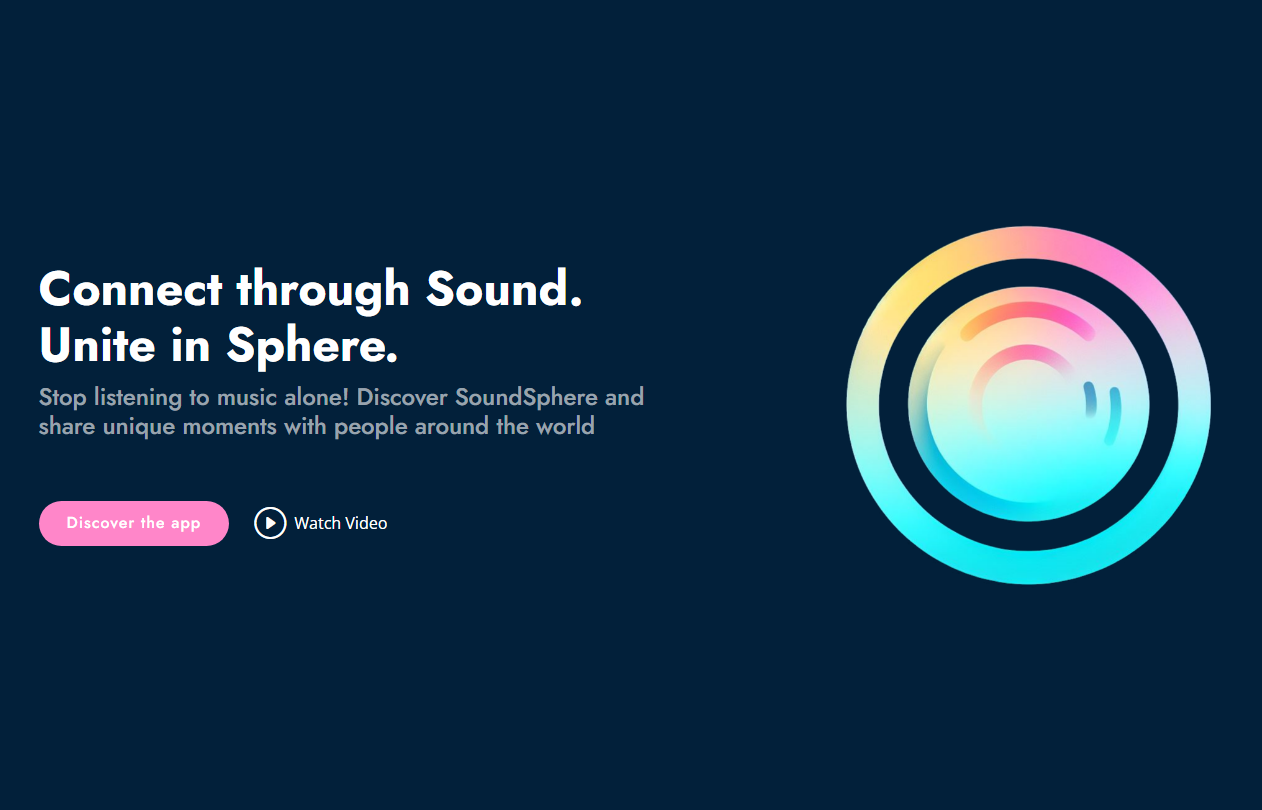 Connect through Sound.
Unite in Sphere.
Stop listening to music alone! Discover SoundSphere and
share unique moments with people around the world
Discover the app
Watch Video